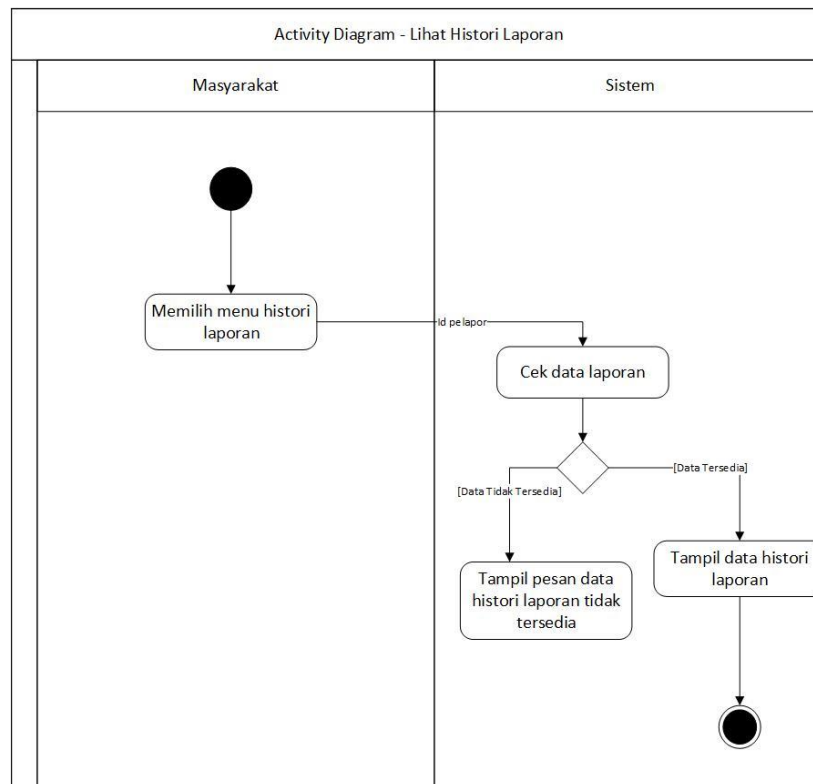 Activity Diagram - Lihat Histori Laporan
Masyarakat
Sistem
Memilih menu histori
laporan
Id pelapor
Cek data laporan
[Data Tersedia]
[Data Tidak Tersedia]
Tampil data histori
laporan
Tampil pesan data
histori laporan tidak
tersedia